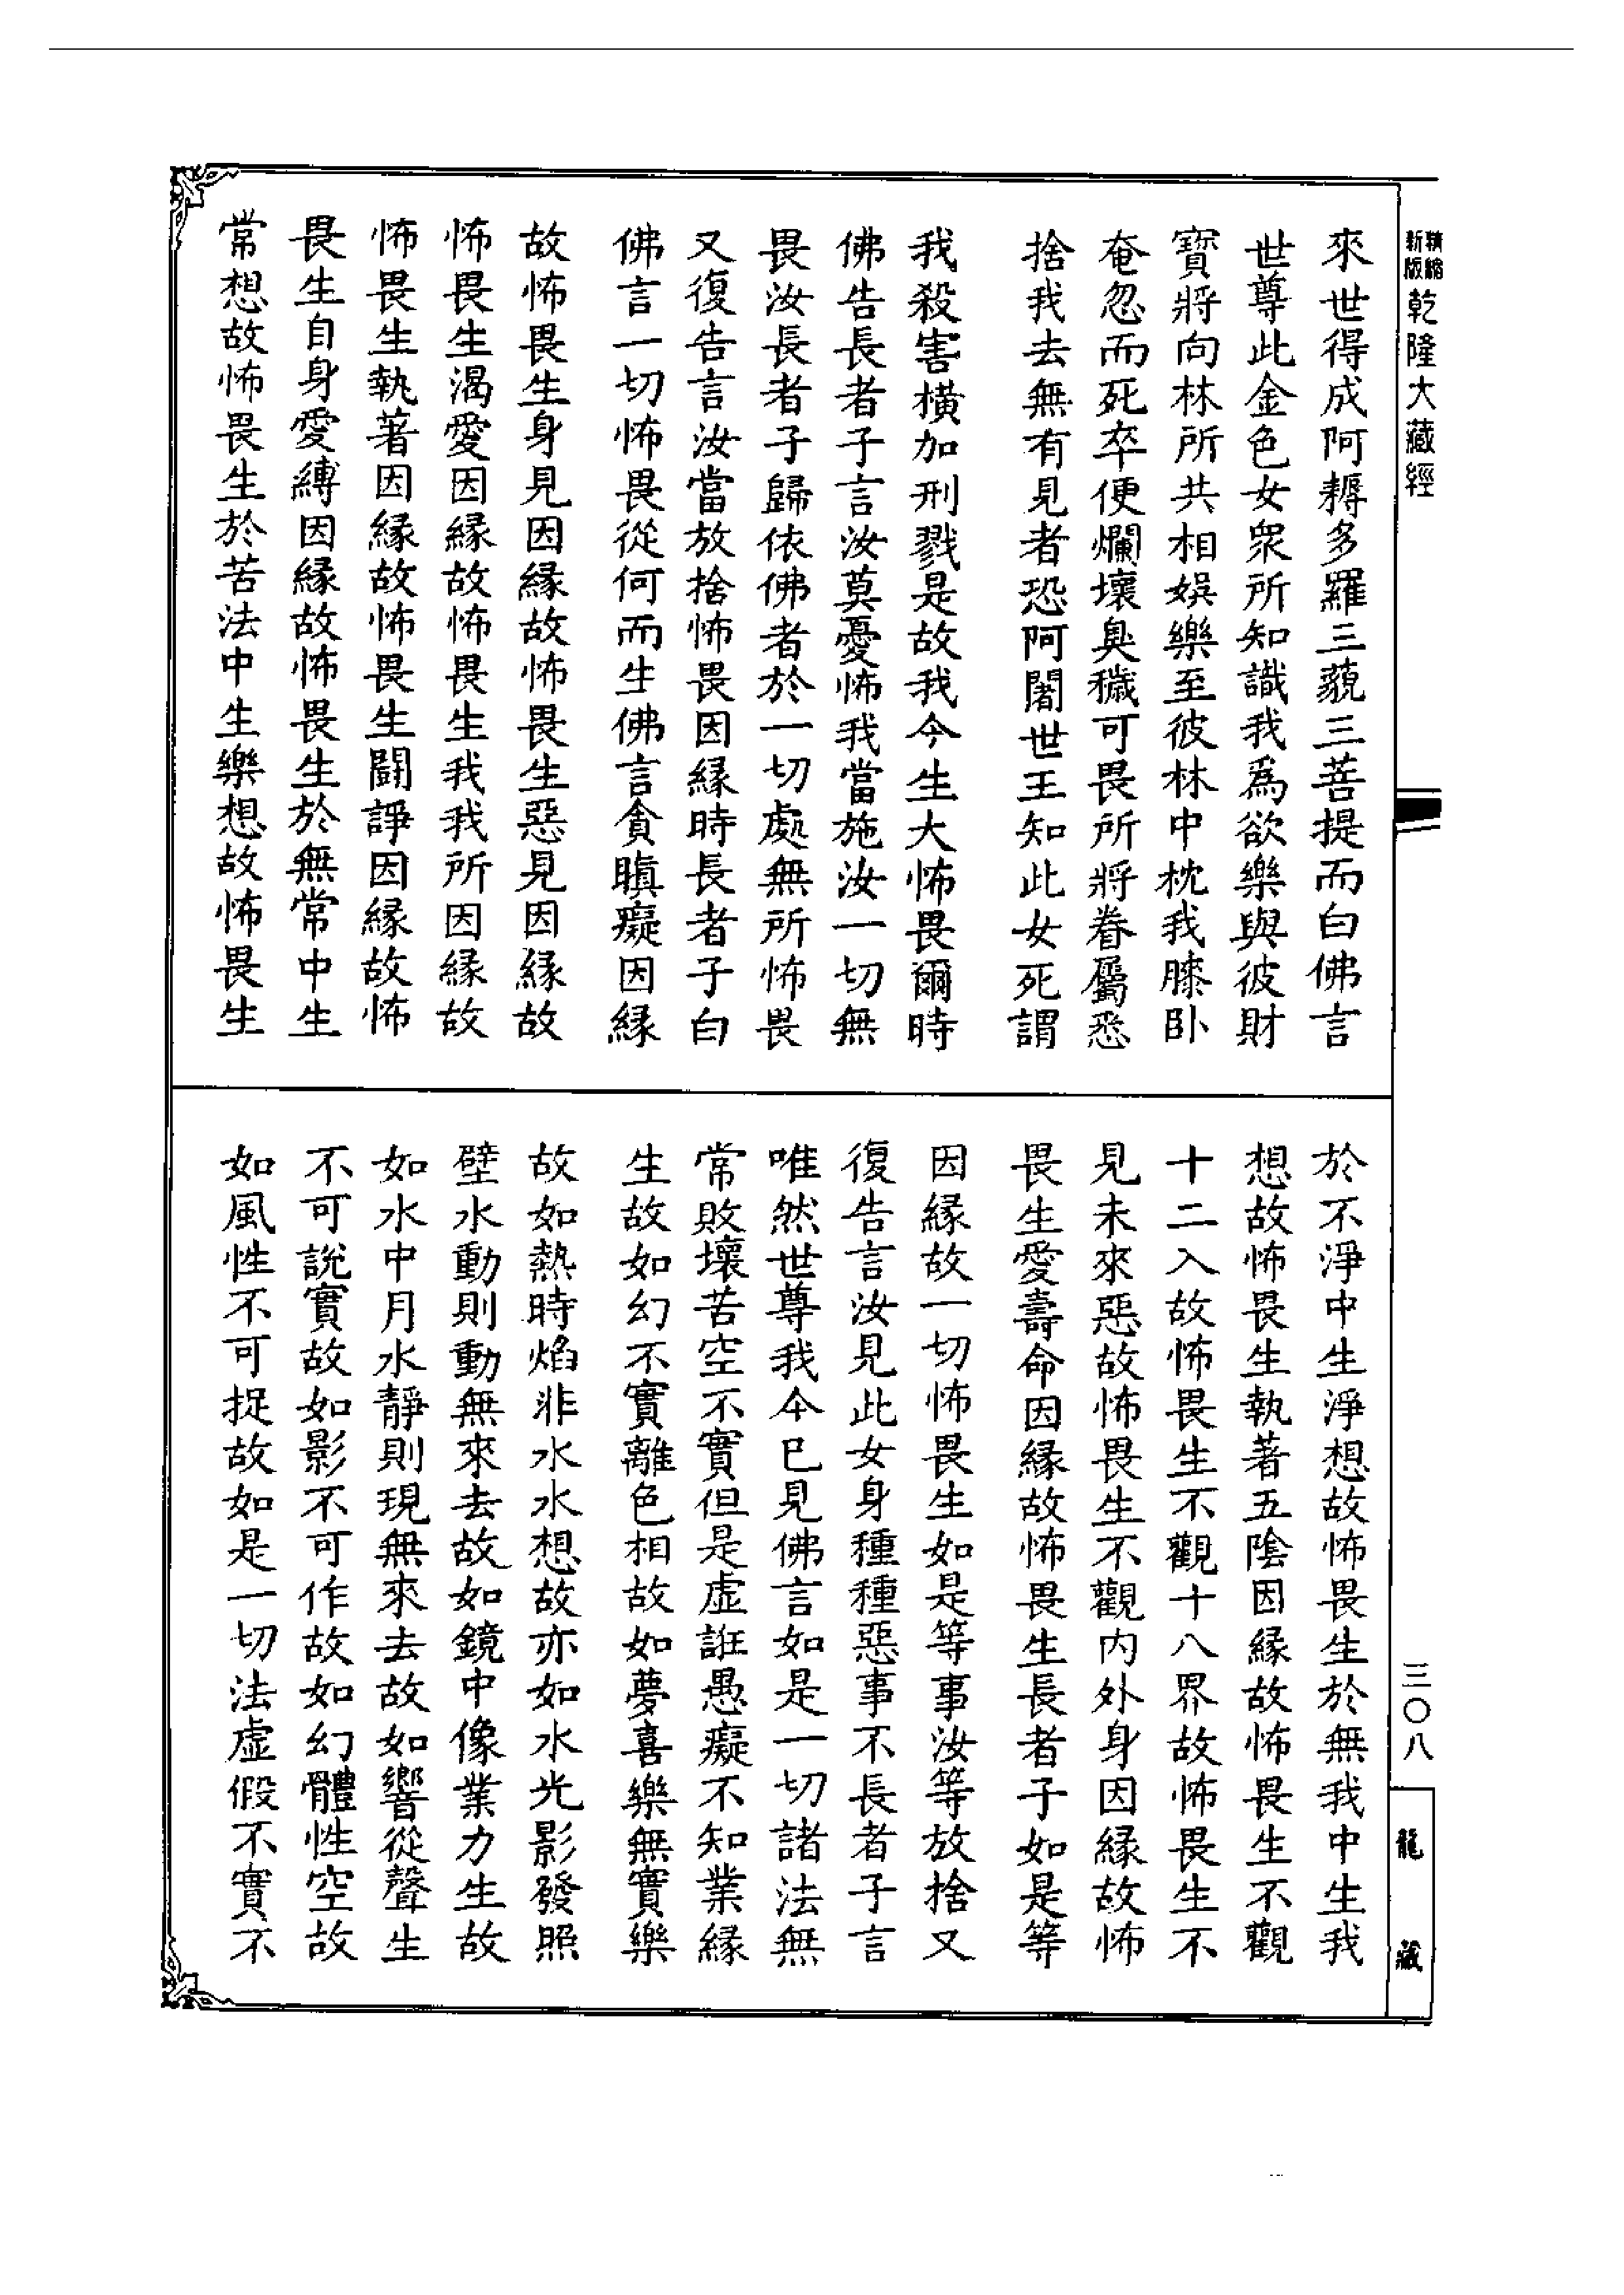 新版精縮乾隆大藏經
來世得成阿耨多羅三藐三菩提而白佛言
世尊此金色女衆所知識我爲欲樂與彼財
寶將向林所共相娛樂至彼林中枕我膝卧
奄忽而死卒便爛壞臭穢可畏所將眷屬悉
捨我去無有見者恐阿闍世王知此女死謂
我殺害橫加刑戮是故我今生大怖畏爾時
佛告長者子言汝莫憂怖我當施汝一切無
畏汝長者子歸依佛者於一切處無所怖畏
又復告言汝當放捨怖畏因緣時長者子白
佛言一切怖畏從何而生佛言貪瞋癡因緣
故怖畏生身見因緣故怖畏生惡見因緣故
怖畏生渴愛因緣故怖畏生我我所因緣故
怖畏生執著因緣故怖畏生鬬諍因緣故怖
畏生自身愛縛因緣故怖畏生於無常中生
常想故怖畏生於苦法中生樂想故怖畏生
於不淨中生淨想故怖畏生於無我中生我
想故怖畏生執著五陰因緣故怖畏生不觀
十二入故怖畏生不觀十八界故怖畏生不
見未來惡故怖畏生不觀内外身因緣故怖
畏生愛壽命因緣故怖畏生長者子如是等
因緣故一切怖畏生如是等事汝等放捨又
復告言汝見此女身種種惡事不長者子言
唯然世尊我今已見佛言如是一切諸法無
常敗壞苦空不實但是虛誑愚癡不知業緣
生故如幻不實離色相故如夢喜樂無實樂
故如熱時焰非水水想故亦如水光影發照
壁水動則動無來去故如鏡中像業力生故
如水中月水靜則現無來去故如響從聲生
不可說實故如影不可作故如幻體性空故
如風性不可捉故如是一切法虛假不實不
三〇八
龍藏